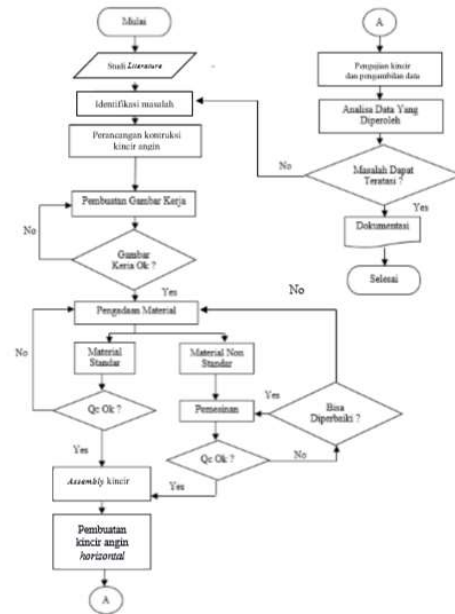 Mulai
Studi Literature
Identifikasi masalah
Perancangan kontruksi
kincir angin
Pembuatan Gambar Kerja
No
Gambar
Kerja Ok ?
Yes
Pengadaan Material
No
Material
Standar
Material Non
Standar
Qc Ok ?
Yes
Pemesinan
Qc Ok ?
Yes
No
Bisa
Diperbaiki ?
Yes
No
Assembly kincir
Pembuatan
kincir angin
horizontal
A
A
Pengujian kincir
dan pengambilan data
Analisa Data Yang
Diperoleh
Masalah Dapat
Teratasi ?
No
Yes
Dokumentasi
Selesai